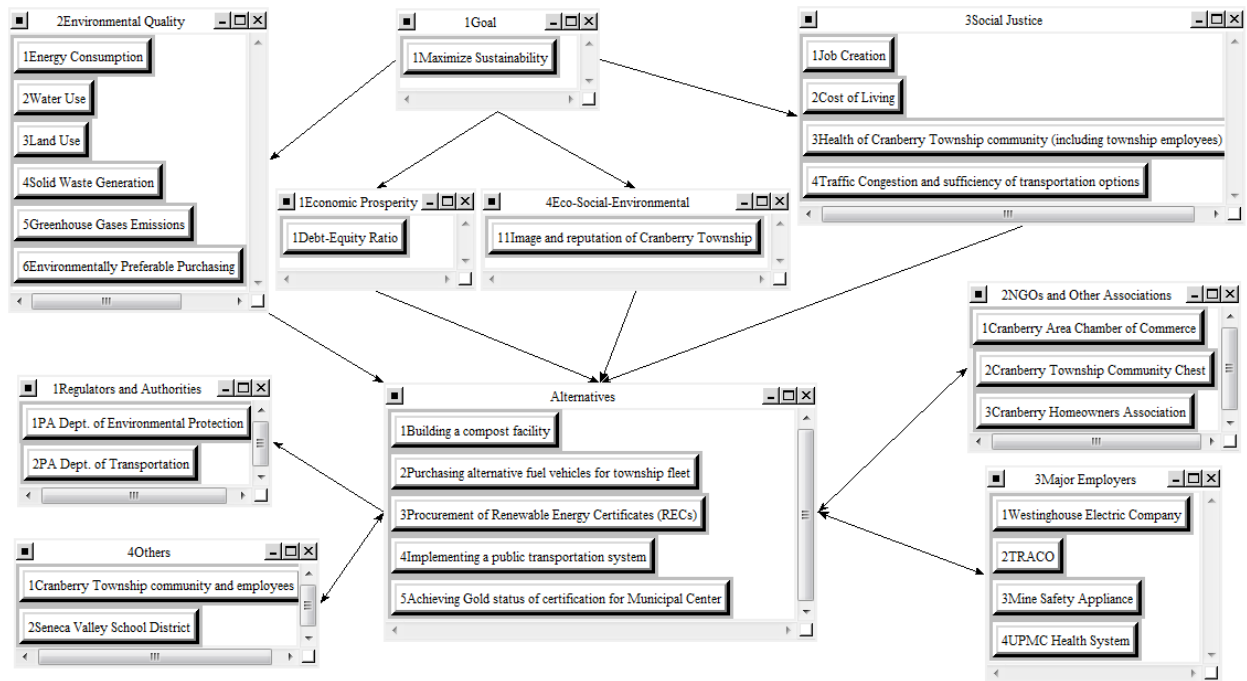 2Environmental Quality
1Energy Consumption
2Water Use
3Land Use
4Solid Waste Generation
5Greenhouse Gases Emissions
6Environmentally Preferable Purchasing
1Goal
1Maximize Sustainability
3Social Justice
1Job Creation
2Cost of Living
3Health of Cranberry Township community (including township employees)
4Traffic Congestion and sufficiency of transportation options
1Economic Prosperity
1Debt-Equity Ratio
4Eco-Social-Environmental
11Image and reputation of Cranberry Township
2NGOs and Other Associations
1Cranberry Area Chamber of Commerce
2Cranberry Township Community Chest
3Cranberry Homeowners Association
1Regulators and Authorities
1PA Dept. of Environmental Protection
2PA Dept. of Transportation
Alternatives
1Building a compost facility
2Purchasing alternative fuel vehicles for township fleet
3Procurement of Renewable Energy Certificates (RECs)
4Implementing a public transportation system
5Achieving Gold status of certification for Municipal Center
3Major Employers
1Westinghouse Electric Company
2TRACO
3Mine Safety Appliance
4UPMC Health System
4Others
1Cranberry Township community and employees
2Seneca Valley School District